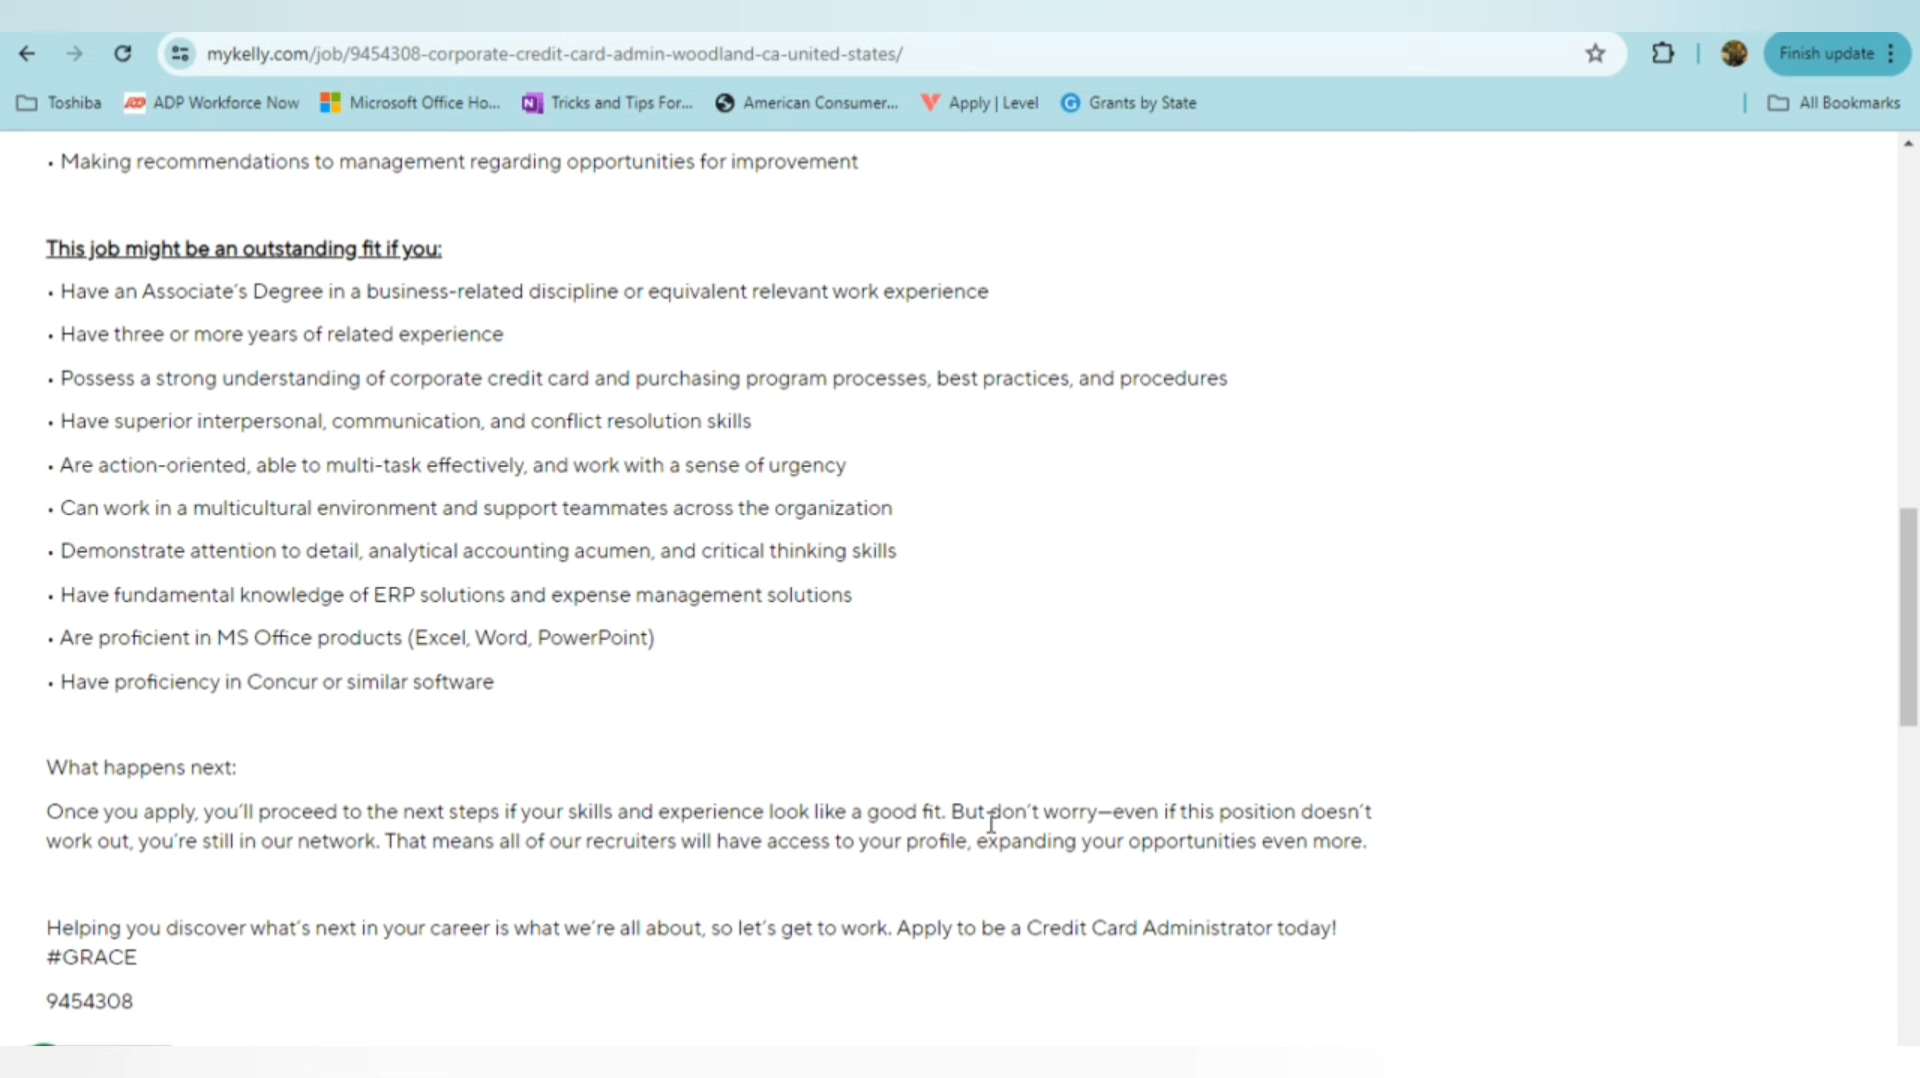 mykelly.com/job/9454308-corporate-credit-card-admin-woodland-ca-united-states/
Finish update
Toshiba
ADP Workforce Now
Microsoft Office Ho...
Tricks and Tips For...
American Consumer...
Apply | Level
Grants by State
All Bookmarks
• Making recommendations to management regarding opportunities for improvement
This job might be an outstanding fit if you:
• Have an Associate's Degree in a business-related discipline or equivalent relevant work experience
• Have three or more years of related experience
• Possess a strong understanding of corporate credit card and purchasing program processes, best practices, and procedures
• Have superior interpersonal, communication, and conflict resolution skills
• Are action-oriented, able to multi-task effectively, and work with a sense of urgency
• Can work in a multicultural environment and support teammates across the organization
• Demonstrate attention to detail, analytical accounting acumen, and critical thinking skills
• Have fundamental knowledge of ERP solutions and expense management solutions
• Are proficient in MS Office products (Excel, Word, PowerPoint)
• Have proficiency in Concur or similar software
What happens next:
Once you apply, you'll proceed to the next steps if your skills and experience look like a good fit. But don't worry—even if this position doesn't
work out, you're still in our network. That means all of our recruiters will have access to your profile, expanding your opportunities even more.
Helping you discover what's next in your career is what we're all about, so let's get to work. Apply to be a Credit Card Administrator today!
#GRACE
9454308